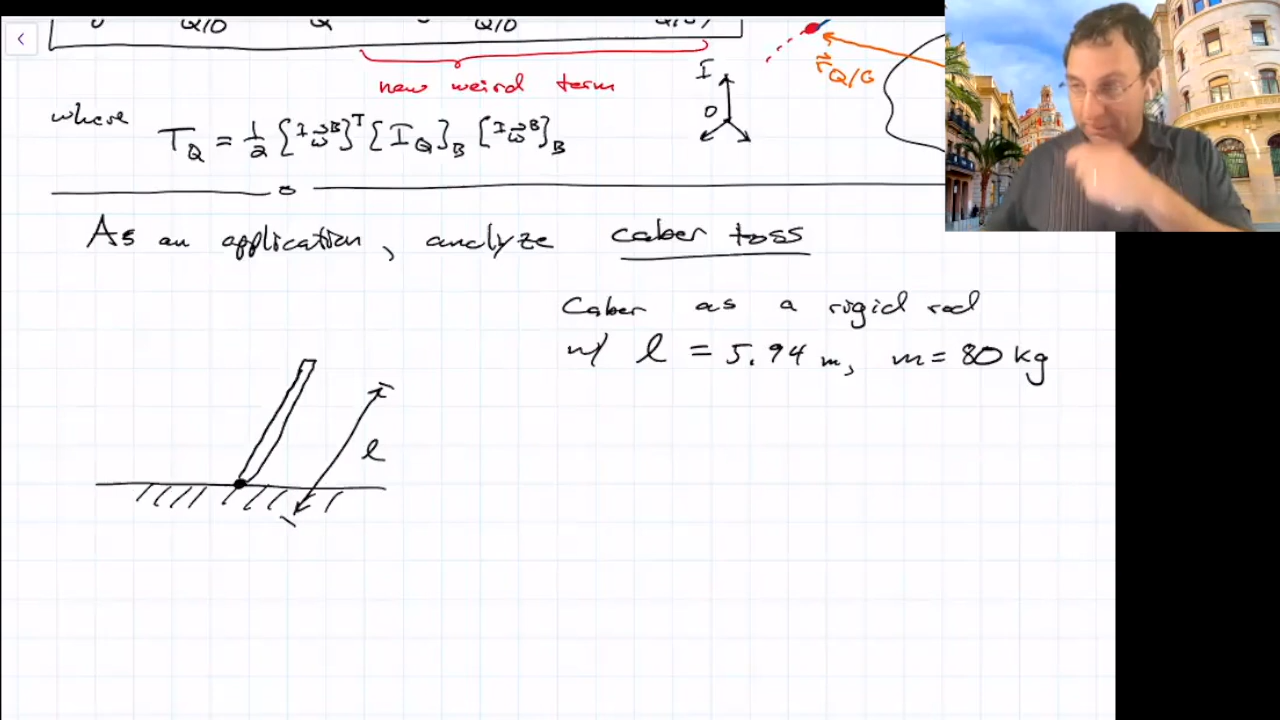 Q/O Q Q/O
new weird term
I
O
r⃗_Q/G
where T_Q = 1/2 [ᴵω⃗ᴮ]ᵀ [I_Q]_B [ᴵω⃗ᴮ]_B
As an application, analyze caber toss
Caber as a rigid rod
w/ l = 5.94 m, m = 80 kg
l